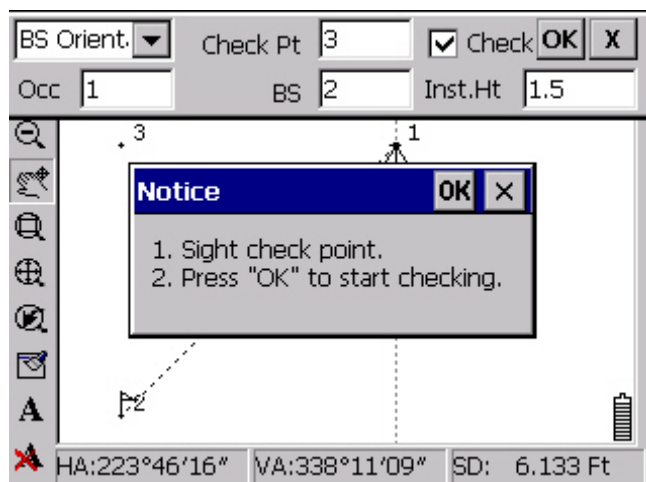 BS Orient. Check Pt 3 Check OK X
Occ 1 BS 2 Inst.Ht 1.5
3 1
Notice OK ×
1. Sight check point.
2. Press "OK" to start checking.
2
A
A
HA:223°46'16" VA:338°11'09" SD: 6.133 Ft